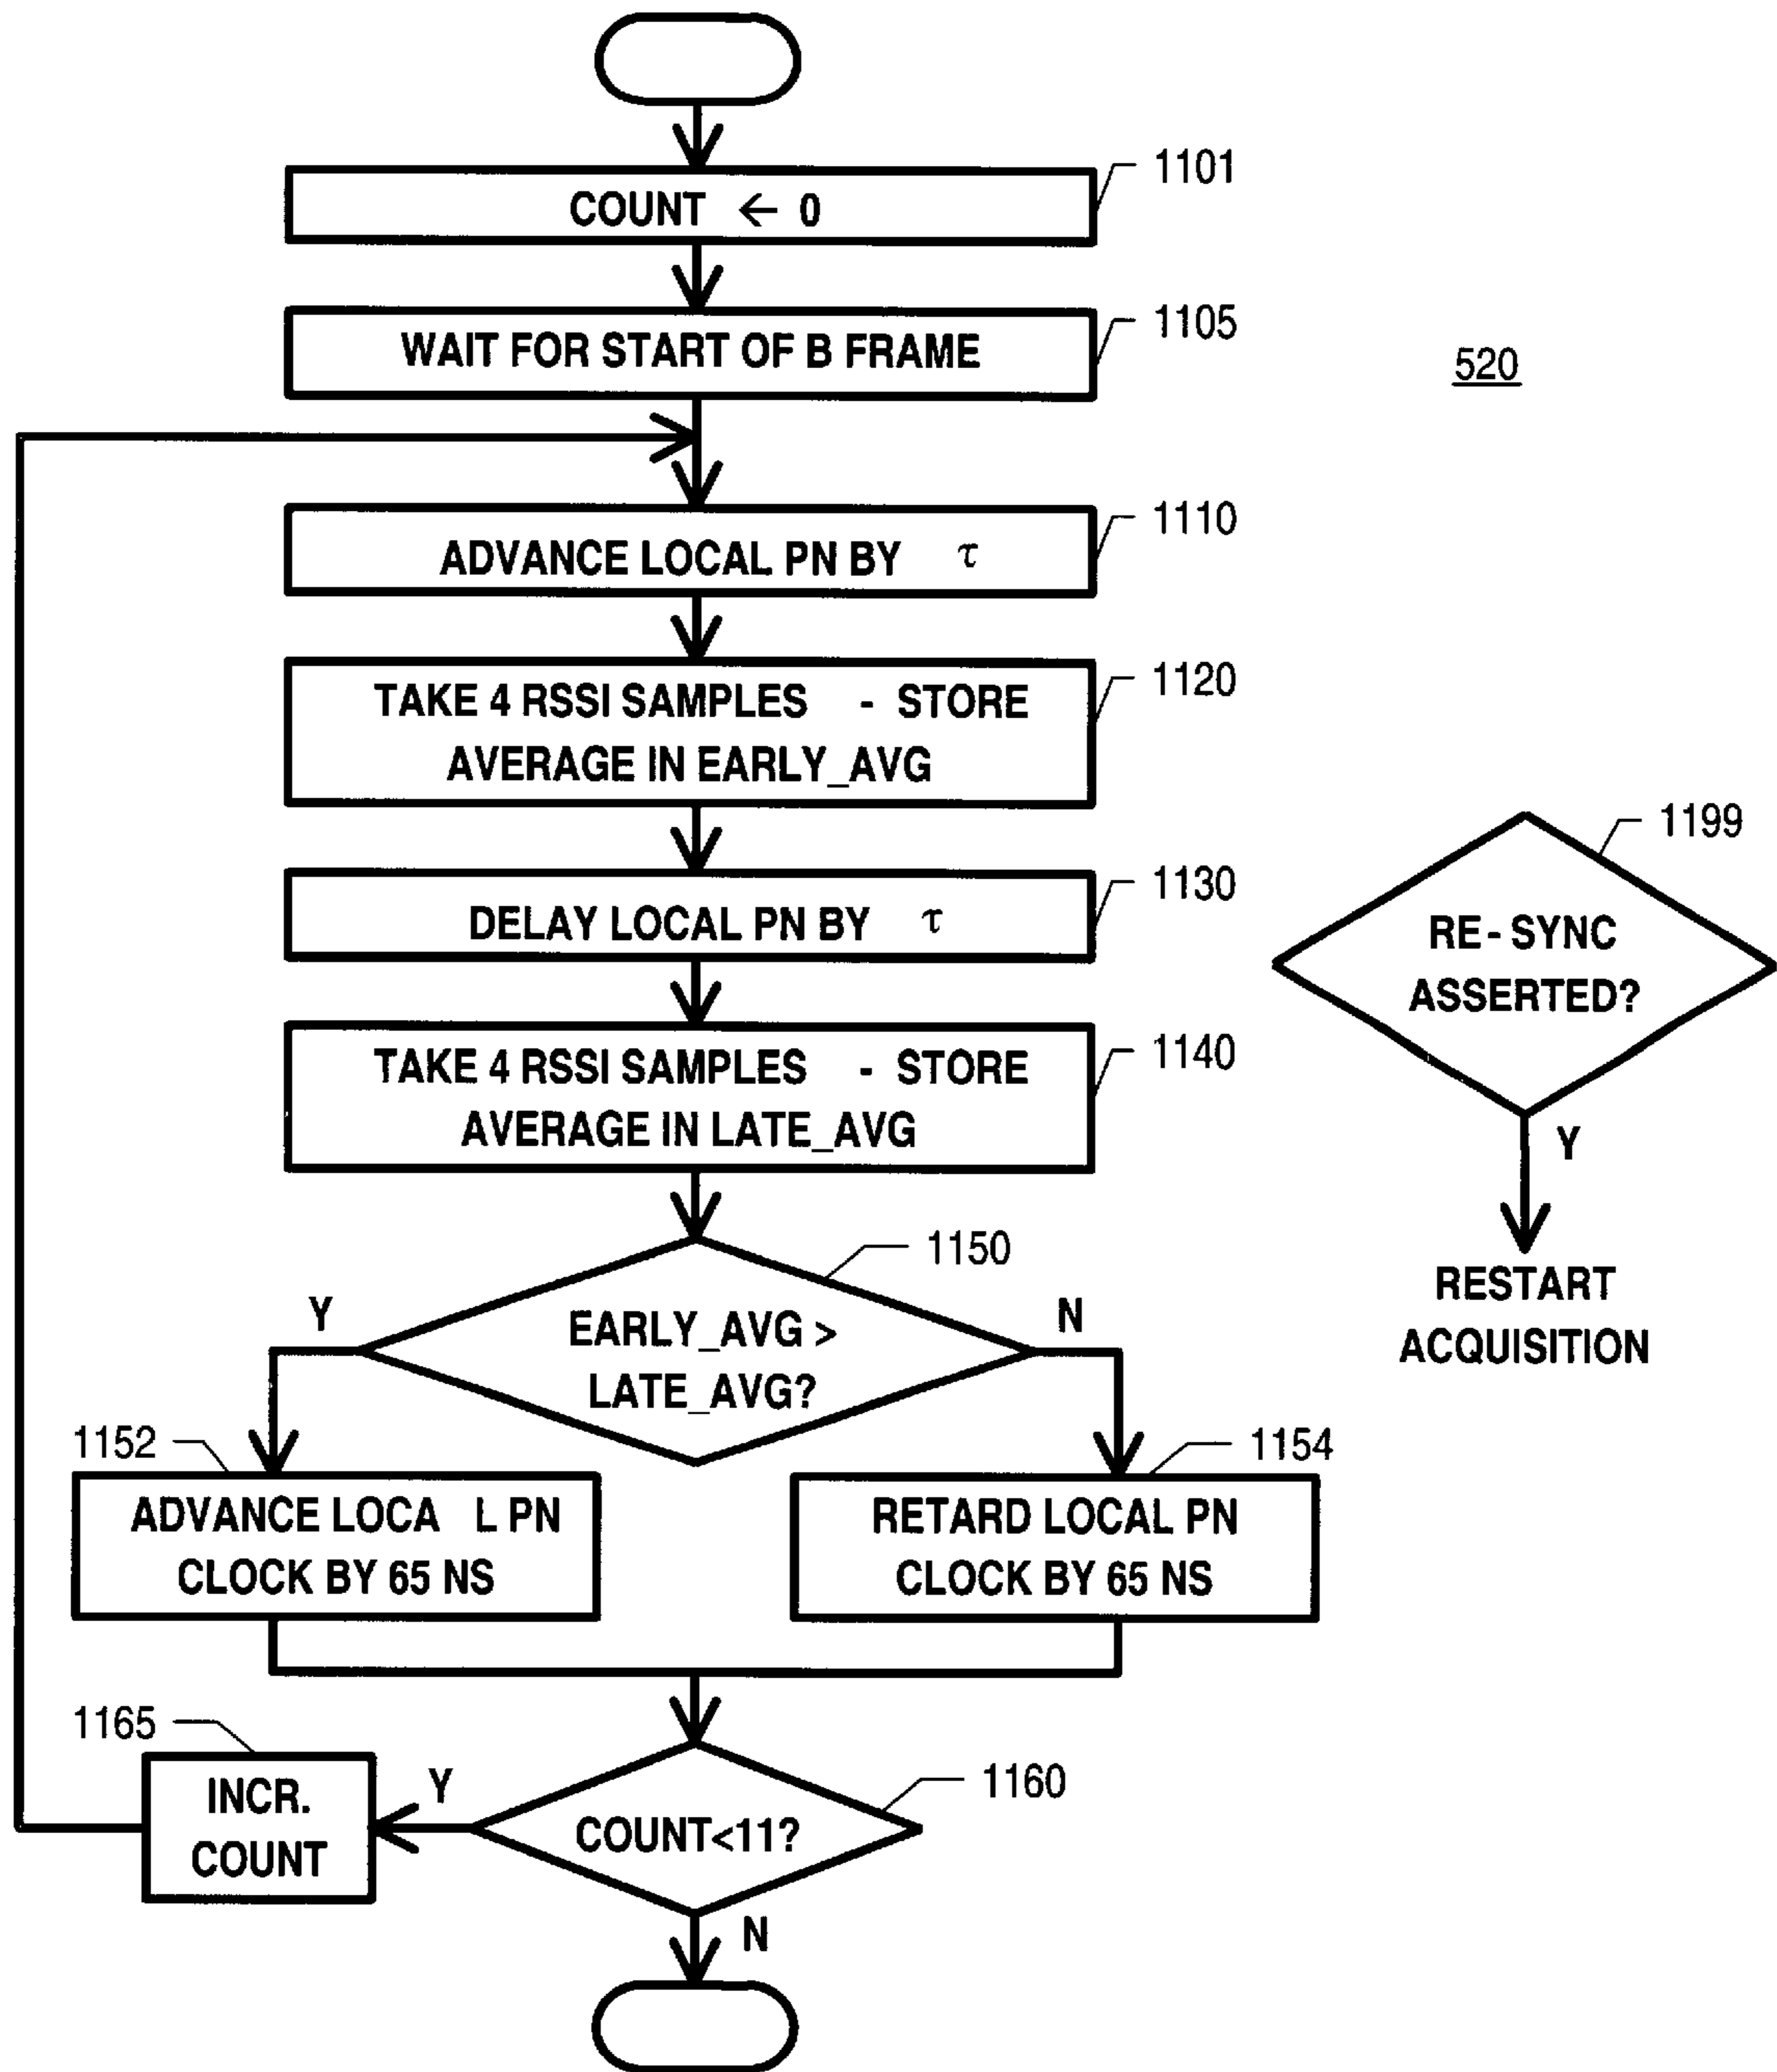 COUNT ← 0
1101
WAIT FOR START OF B FRAME
1105
520
ADVANCE LOCAL PN BY τ
1110
TAKE 4 RSSI SAMPLES - STORE
AVERAGE IN EARLY_AVG
1120
DELAY LOCAL PN BY τ
1130
TAKE 4 RSSI SAMPLES - STORE
AVERAGE IN LATE_AVG
1140
1199
RE-SYNC
ASSERTED?
Y
RESTART
ACQUISITION
1150
EARLY_AVG >
LATE_AVG?
Y
N
1152
ADVANCE LOCA L PN
CLOCK BY 65 NS
1154
RETARD LOCAL PN
CLOCK BY 65 NS
1160
COUNT<11?
Y
N
1165
INCR.
COUNT